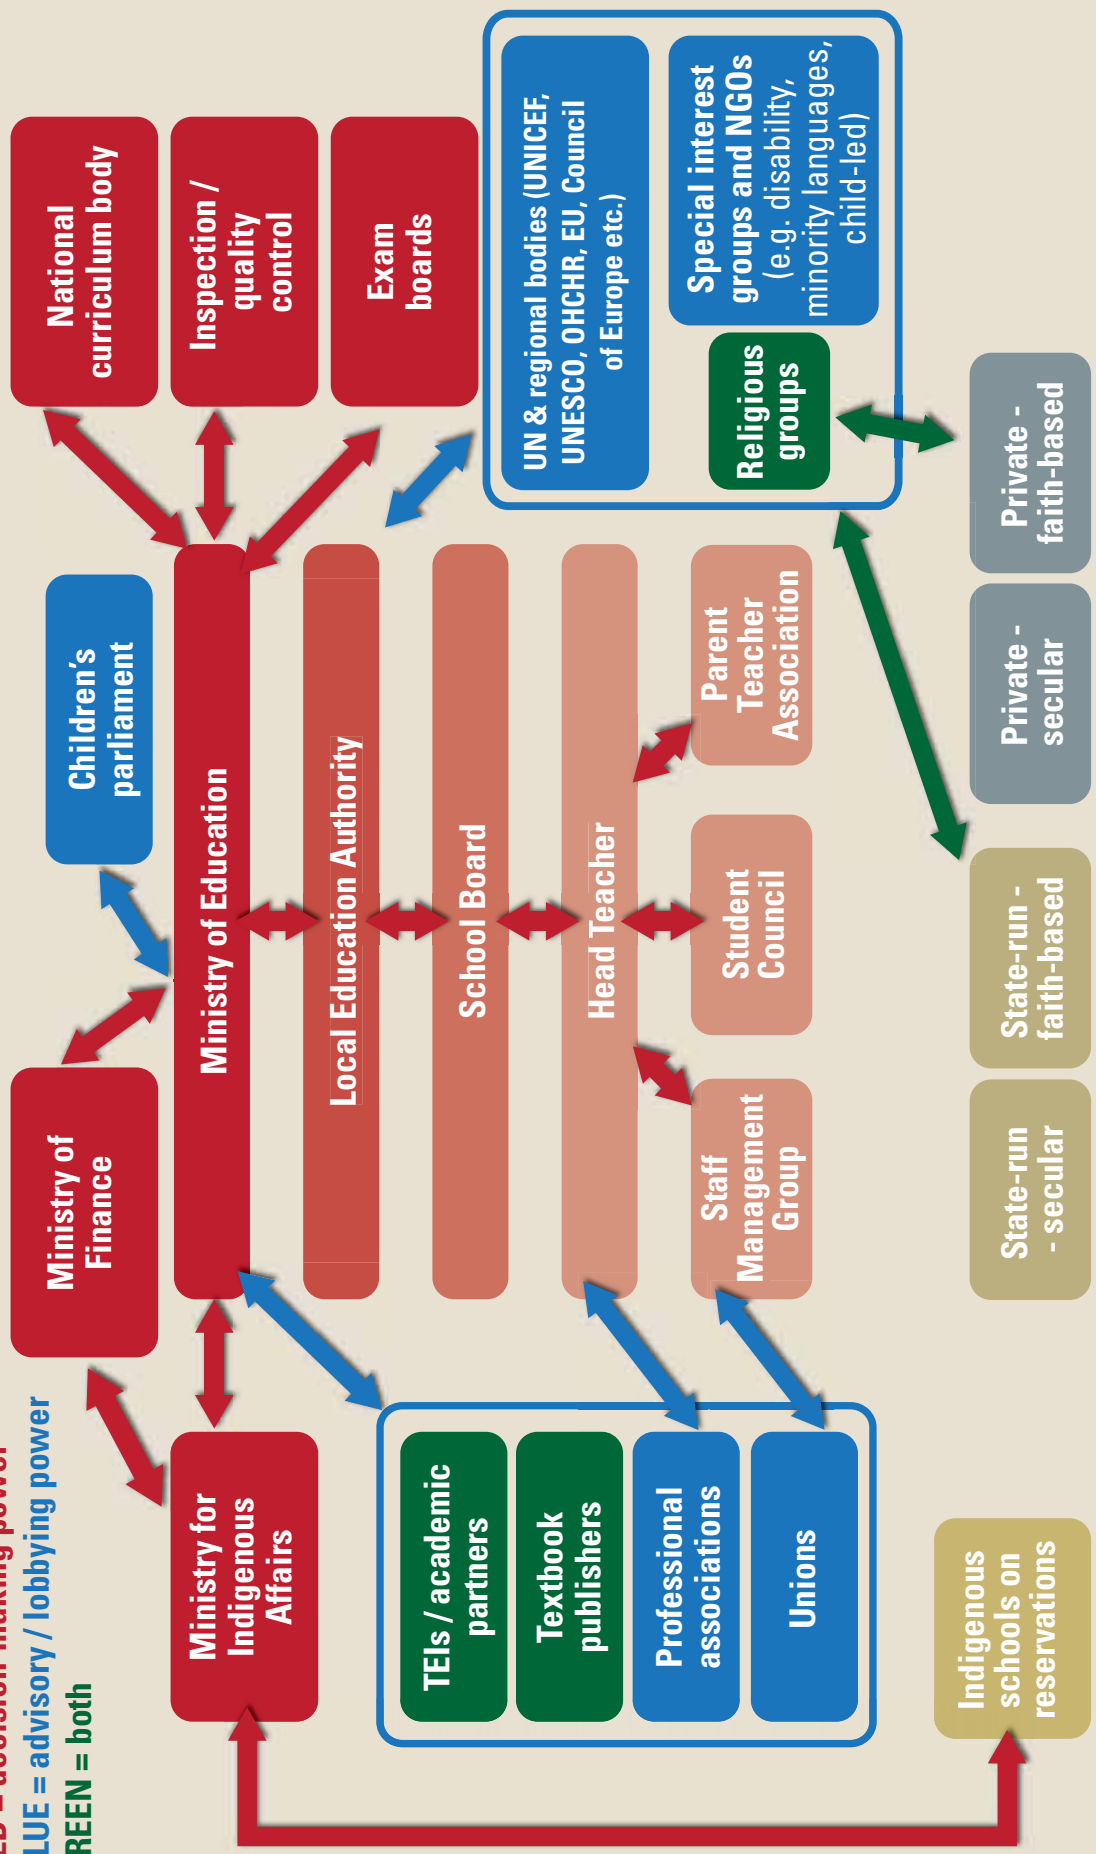 ED = decision making power
LUE = advisory / lobbying power
REEN = both
Ministry of
Finance
Children's
parliament
National
curriculum body
Ministry for
Indigenous
Affairs
Ministry of Education
Inspection /
quality
control
Exam
boards
Local Education Authority
School Board
Head Teacher
Staff
Management
Group
Student
Council
Parent
Teacher
Association
TEIs / academic
partners
Textbook
publishers
Professional
associations
Unions
UN & regional bodies (UNICEF,
UNESCO, OHCHR, EU, Council
of Europe etc.)
Religious
groups
Special interest
groups and NGOs
(e.g. disability,
minority languages,
child-led)
Indigenous
schools on
reservations
State-run
- secular
State-run -
faith-based
Private -
secular
Private -
faith-based